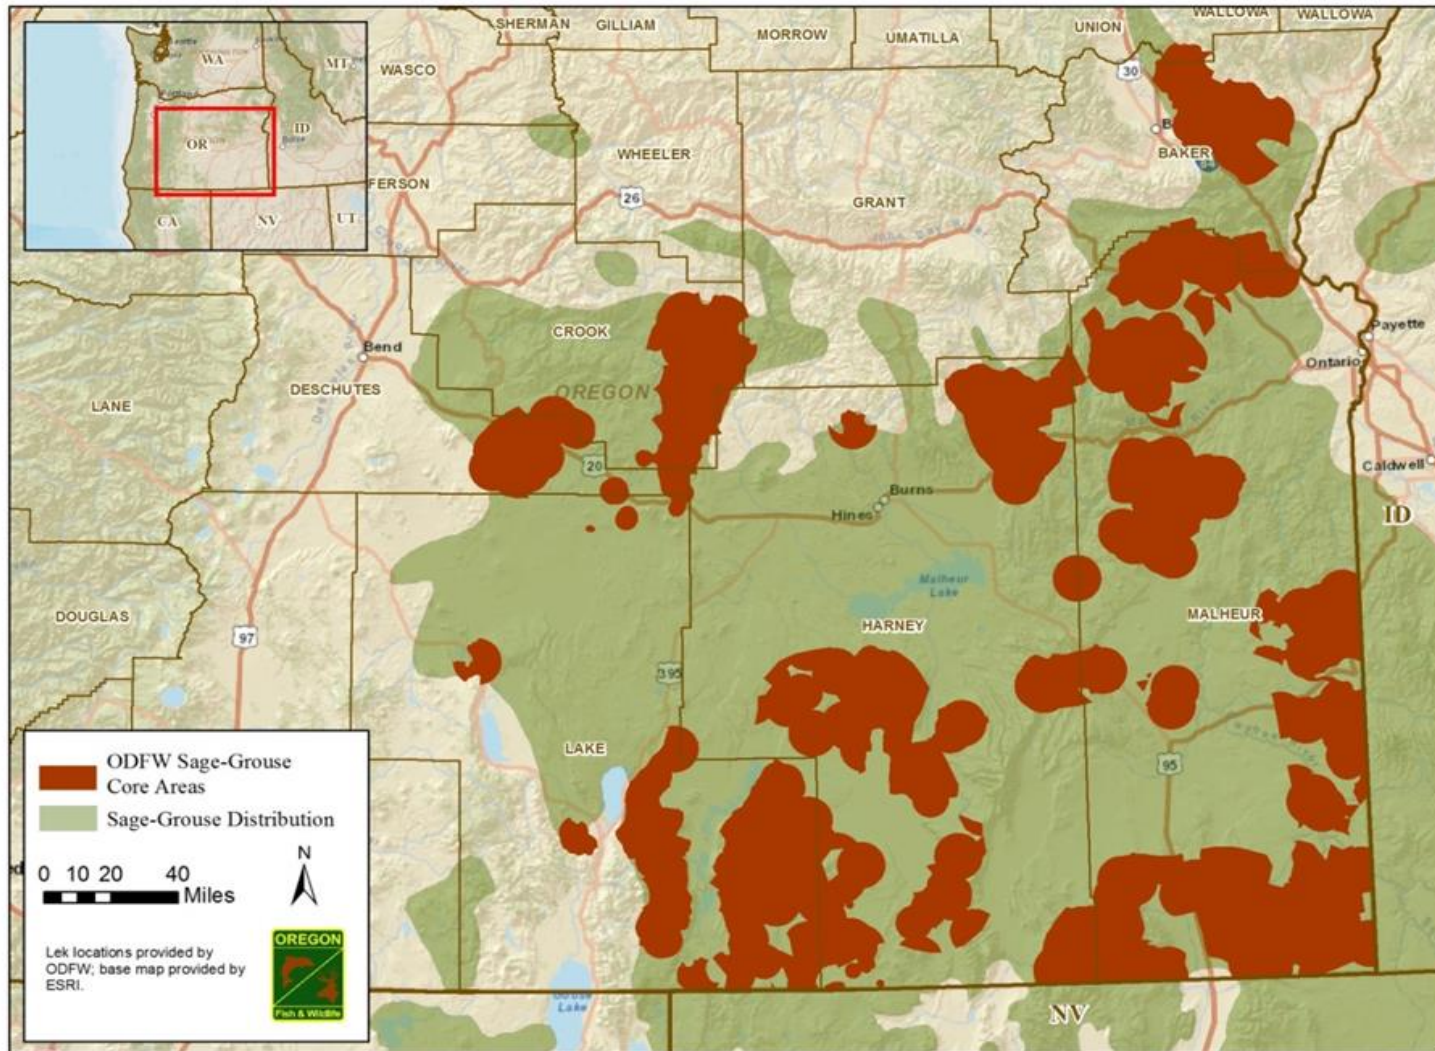 SHERMAN
GILLIAM
MORROW
UMATILLA
UNION
WALLOWA
WALLOWA
WASCO
WA
MT
ID
OR
CA
NV
UT
30
BAKER
WHEELER
FERSON
26
GRANT
CROOK
Bend
DESCHUTES
OREGON
LANE
Payette
Ontario
Caldwell
20
Burns
Hines
ID
Malheur
Lake
DOUGLAS
97
HARNEY
MALHEUR
395
LAKE
95
ODFW Sage-Grouse
Core Areas
Sage-Grouse Distribution
0 10 20 40
Miles
N
Lek locations provided by
ODFW; base map provided by
ESRI.
OREGON
Fish & Wildlife
Goose
Lake
NV